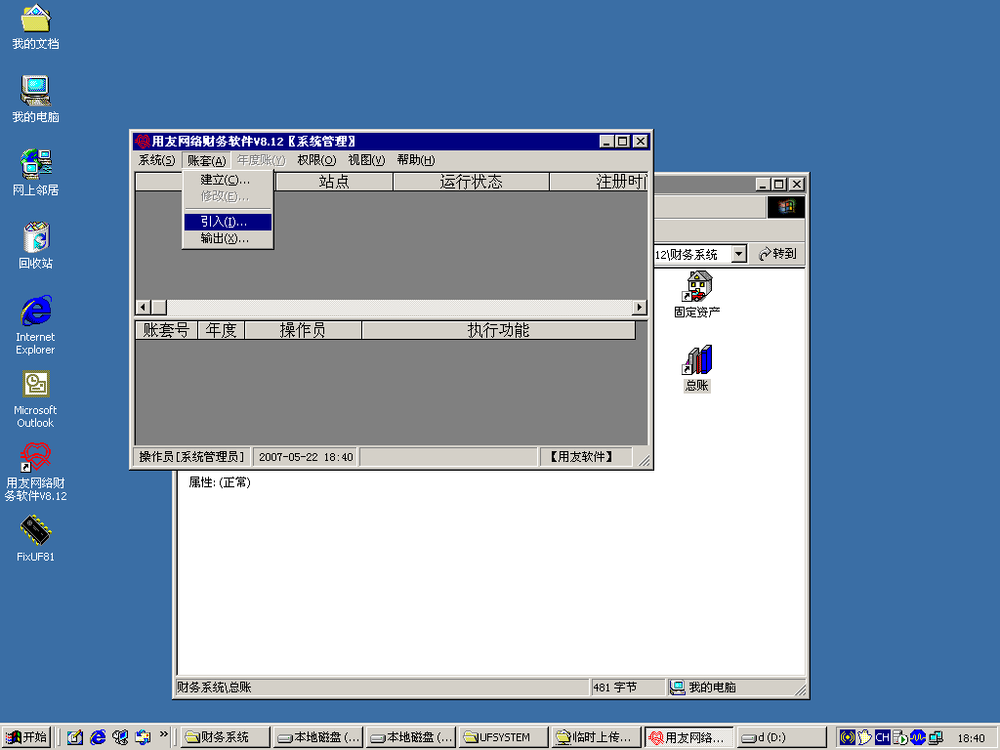 我的文档
我的电脑
网上邻居
回收站
Internet
Explorer
Microsoft
Outlook
用友网络财
务软件V8.12
FixUF81
用友网络财务软件V8.12〖系统管理〗
系统(S) 账套(A) 年度账(Y) 权限(O) 视图(V) 帮助(H)
建立(C)...
修改(E)...
引入(I)...
输出(X)...
站点 运行状态 注册时
账套号 年度 操作员 执行功能
操作员[系统管理员] 2007-05-22 18:40 【用友软件】
12\财务系统 转到
固定资产
总账
属性: (正常)
财务系统\总账 481 字节 我的电脑
开始 » 财务系统 本地磁盘 (... 本地磁盘 (... UFSYSTEM 临时上传... 用友网络... d (D:) CH 18:40